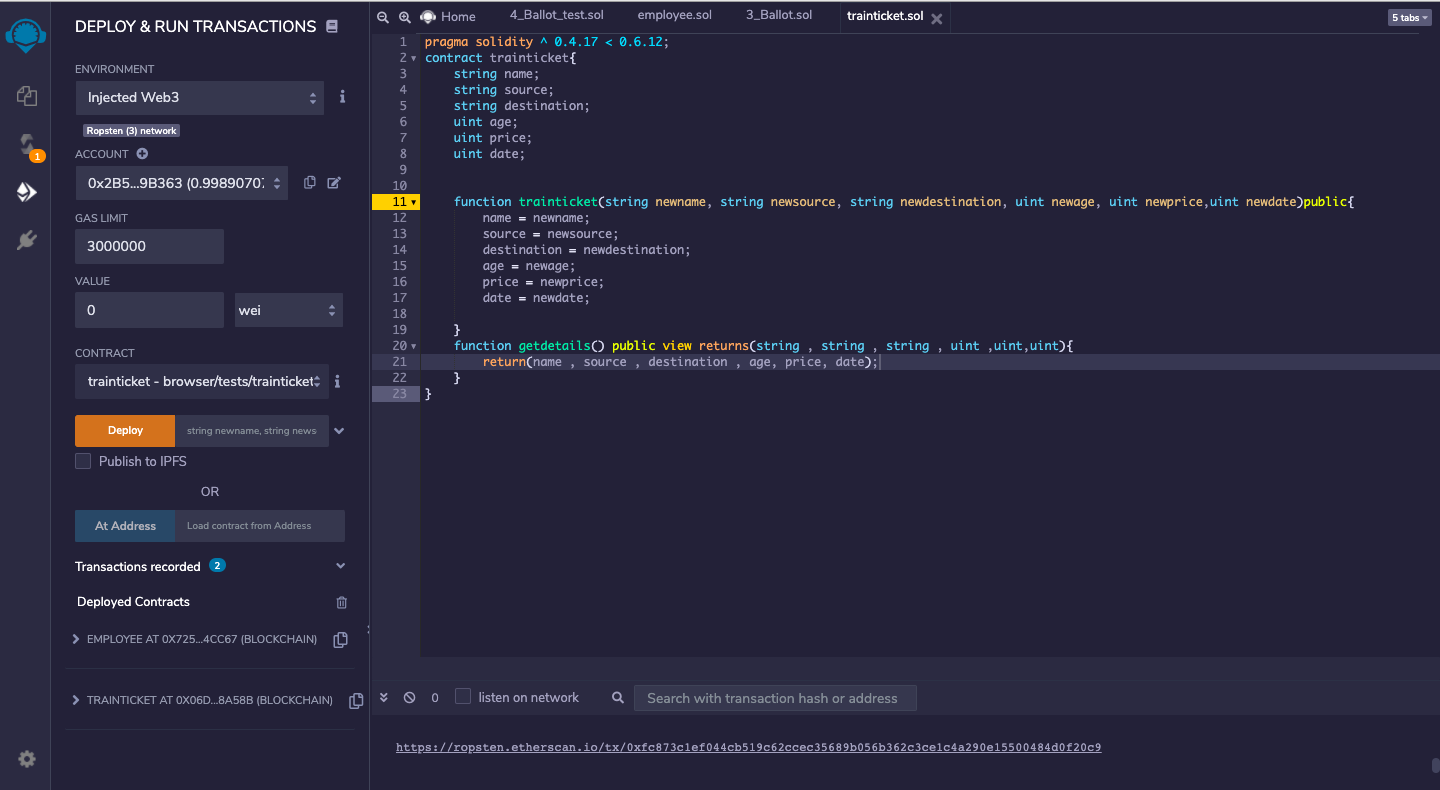 DEPLOY & RUN TRANSACTIONS
ENVIRONMENT
Injected Web3
Ropsten (3) network
ACCOUNT
0x2B5...9B363 (0.99890707
GAS LIMIT
3000000
VALUE
0
wei
CONTRACT
trainticket - browser/tests/trainticket
Deploy
string newname, string news
Publish to IPFS
OR
At Address
Load contract from Address
Transactions recorded 2
Deployed Contracts
EMPLOYEE AT 0X725...4CC67 (BLOCKCHAIN)
TRAINTICKET AT 0X06D...8A58B (BLOCKCHAIN)
1
Home
4_Ballot_test.sol
employee.sol
3_Ballot.sol
trainticket.sol
5 tabs
1 pragma solidity ^ 0.4.17 < 0.6.12;
2 contract trainticket{
3 string name;
4 string source;
5 string destination;
6 uint age;
7 uint price;
8 uint date;
9
10
11 function trainticket(string newname, string newsource, string newdestination, uint newage, uint newprice,uint newdate)public{
12 name = newname;
13 source = newsource;
14 destination = newdestination;
15 age = newage;
16 price = newprice;
17 date = newdate;
18
19 }
20 function getdetails() public view returns(string , string , string , uint ,uint,uint){
21 return(name , source , destination , age, price, date);
22 }
23 }
0
listen on network
Search with transaction hash or address
https://ropsten.etherscan.io/tx/0xfc873c1ef044cb519c62ccec35689b056b362c3ce1c4a290e15500484d0f20c9